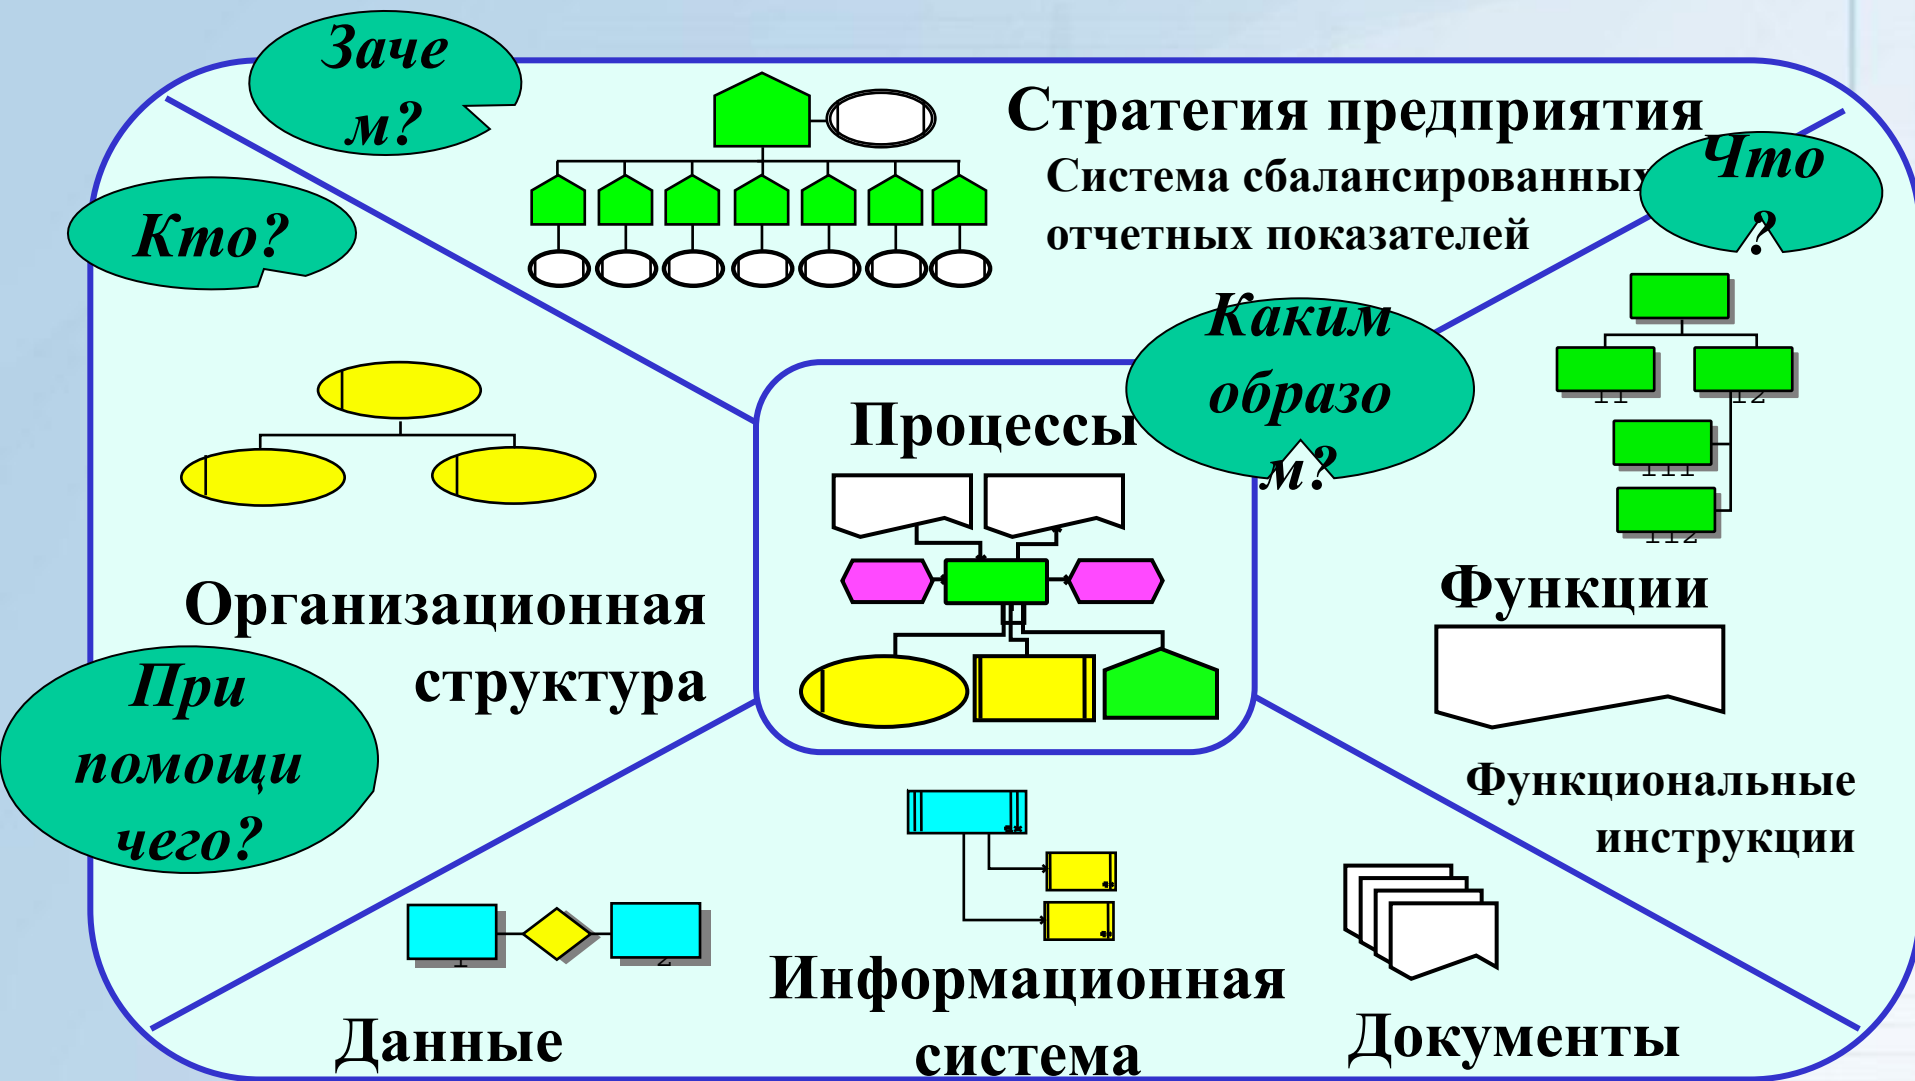 Заче
м?
Стратегия предприятия
Система сбалансированных
отчетных показателей
Что
?
Кто?
Каким
образо
м?
Процессы
Организационная
структура
Функции
При
помощи
чего?
Функциональные
инструкции
Данные
Информационная
система
Документы